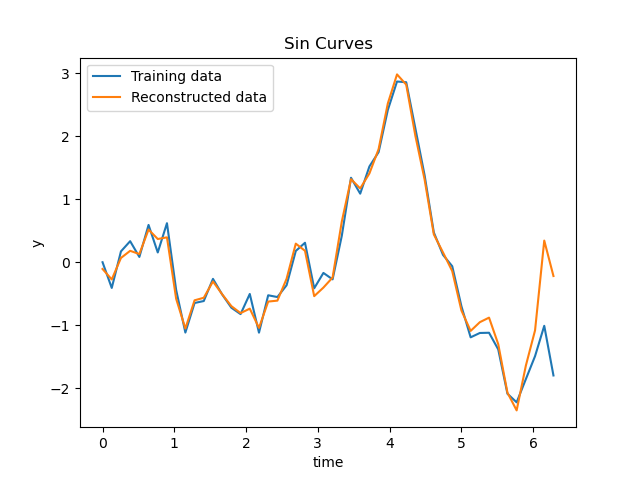 Sin Curves
Training data
Reconstructed data
3
2
1
0
−1
−2
y
0 1 2 3 4 5 6
time